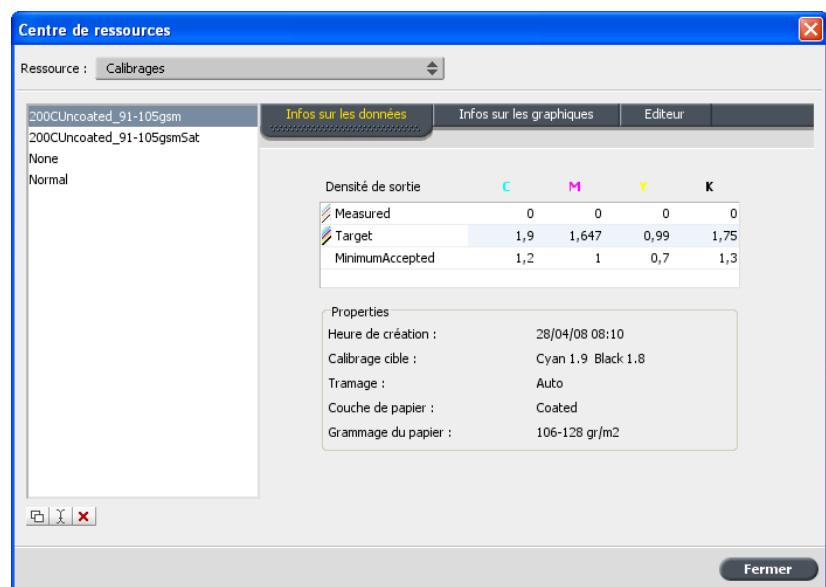 Centre de ressources
Ressource : Calibrages
200CUncoated_91-105gsm
200CUncoated_91-105gsmSat
None
Normal
Infos sur les données Infos sur les graphiques Editeur
Densité de sortie C M Y K
Measured 0 0 0 0
Target 1,9 1,647 0,99 1,75
MinimumAccepted 1,2 1 0,7 1,3
Properties
Heure de création : 28/04/08 08:10
Calibrage cible : Cyan 1.9 Black 1.8
Tramage : Auto
Couche de papier : Coated
Grammage du papier : 106-128 gr/m2
Fermer